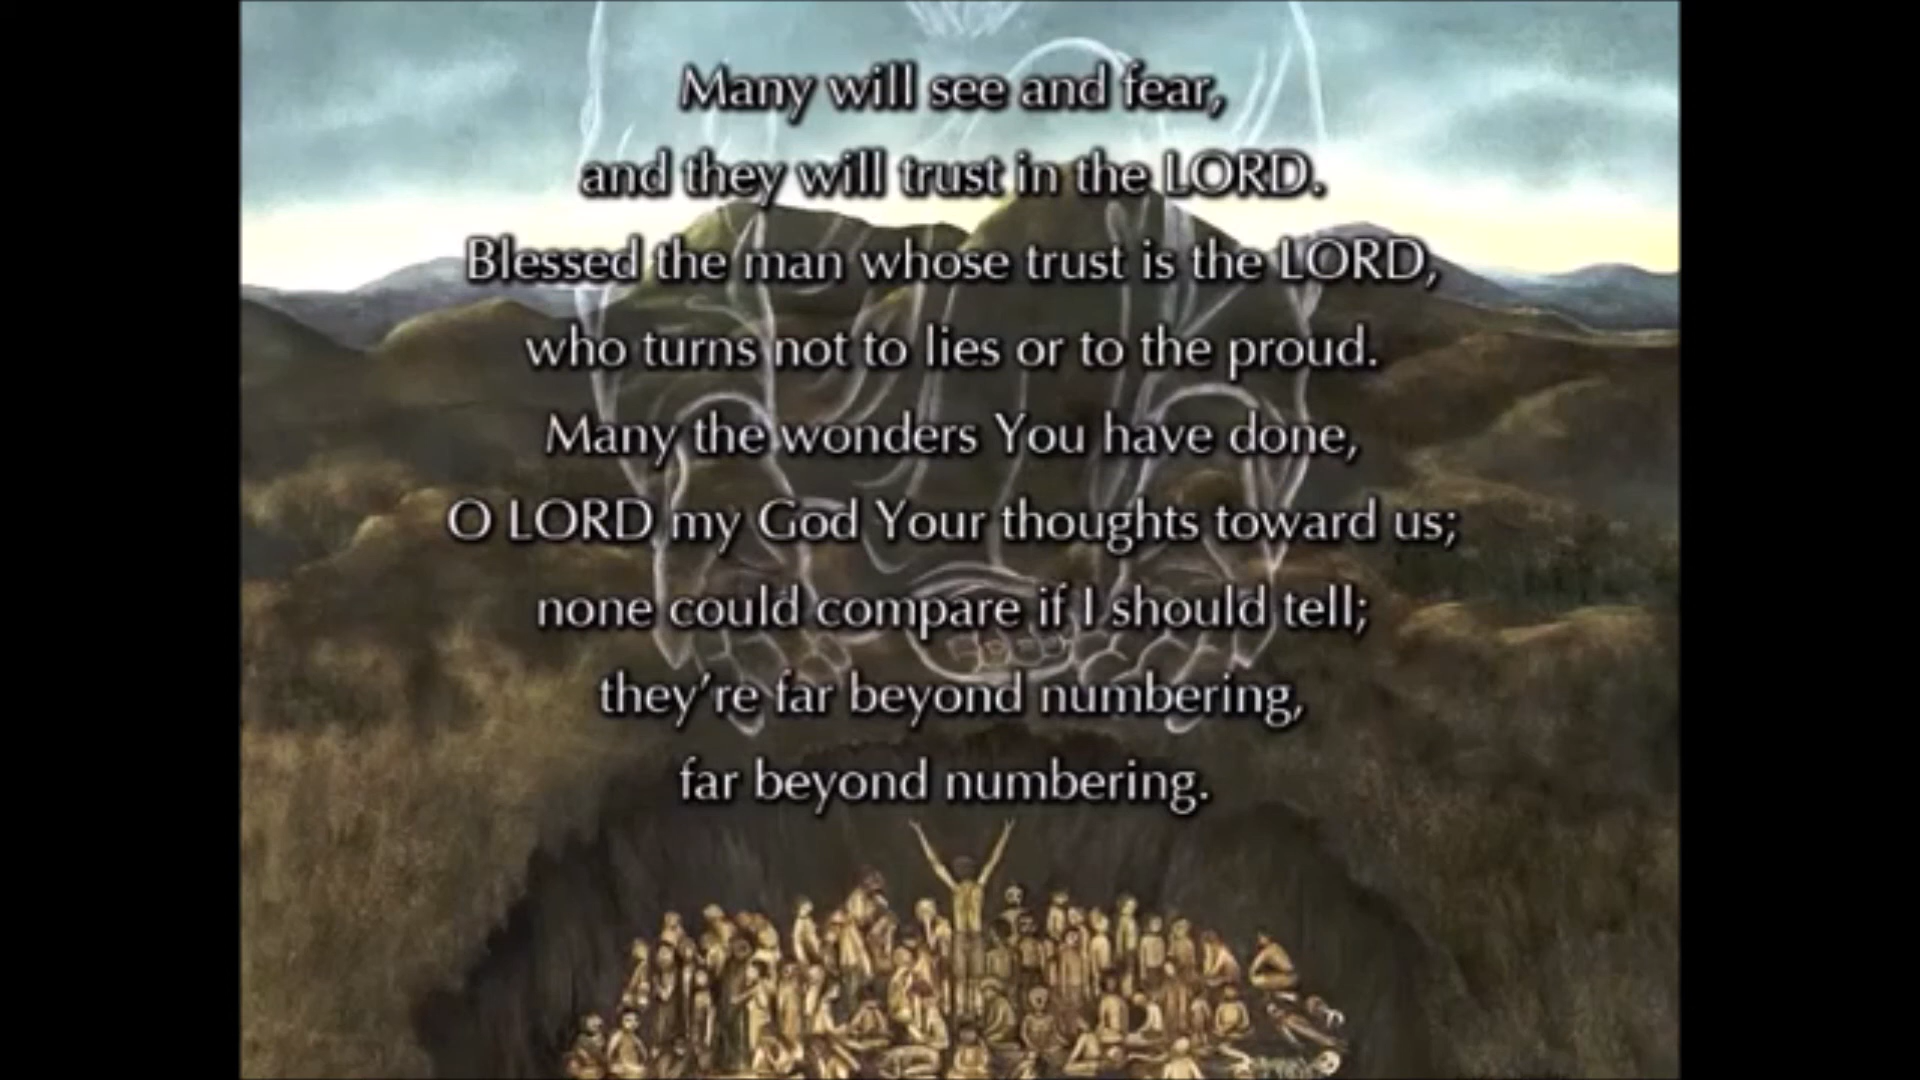 Many will see and fear,
and they will trust in the LORD.
Blessed the man whose trust is the LORD,
who turns not to lies or to the proud.
Many the wonders You have done,
O LORD my God Your thoughts toward us;
none could compare if I should tell;
they're far beyond numbering,
far beyond numbering.